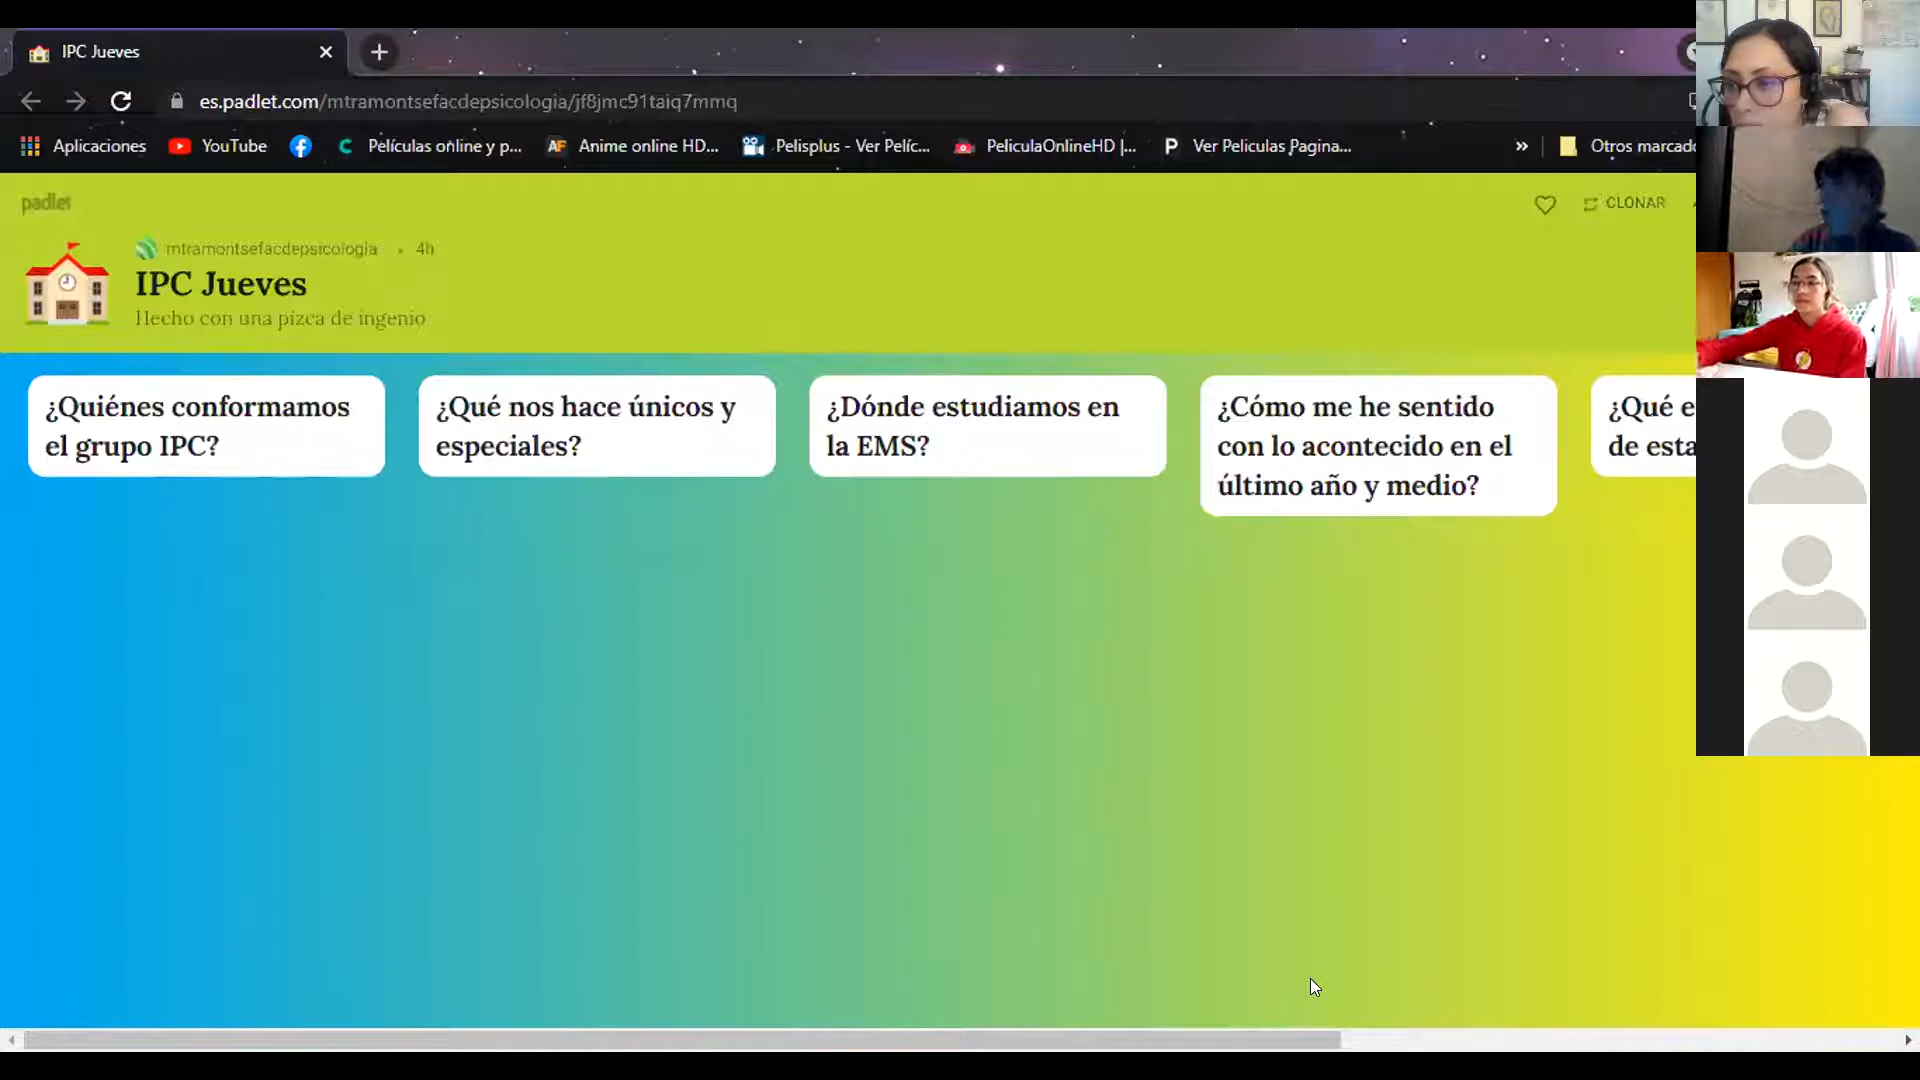 IPC Jueves
es.padlet.com/mtramontsefacdepsicologia/jf8jmc91taiq7mmq
Aplicaciones YouTube Películas online y p... AF Anime online HD... Pelisplus - Ver Pelíc... PeliculaOnlineHD |... P Ver Peliculas Pagina... » Otros marcado
padlet
CLONAR
mtramontsefacdepsicologia • 4h
IPC Jueves
Hecho con una pizca de ingenio
¿Quiénes conformamos
el grupo IPC?
¿Qué nos hace únicos y
especiales?
¿Dónde estudiamos en
la EMS?
¿Cómo me he sentido
con lo acontecido en el
último año y medio?
¿Qué e
de esta